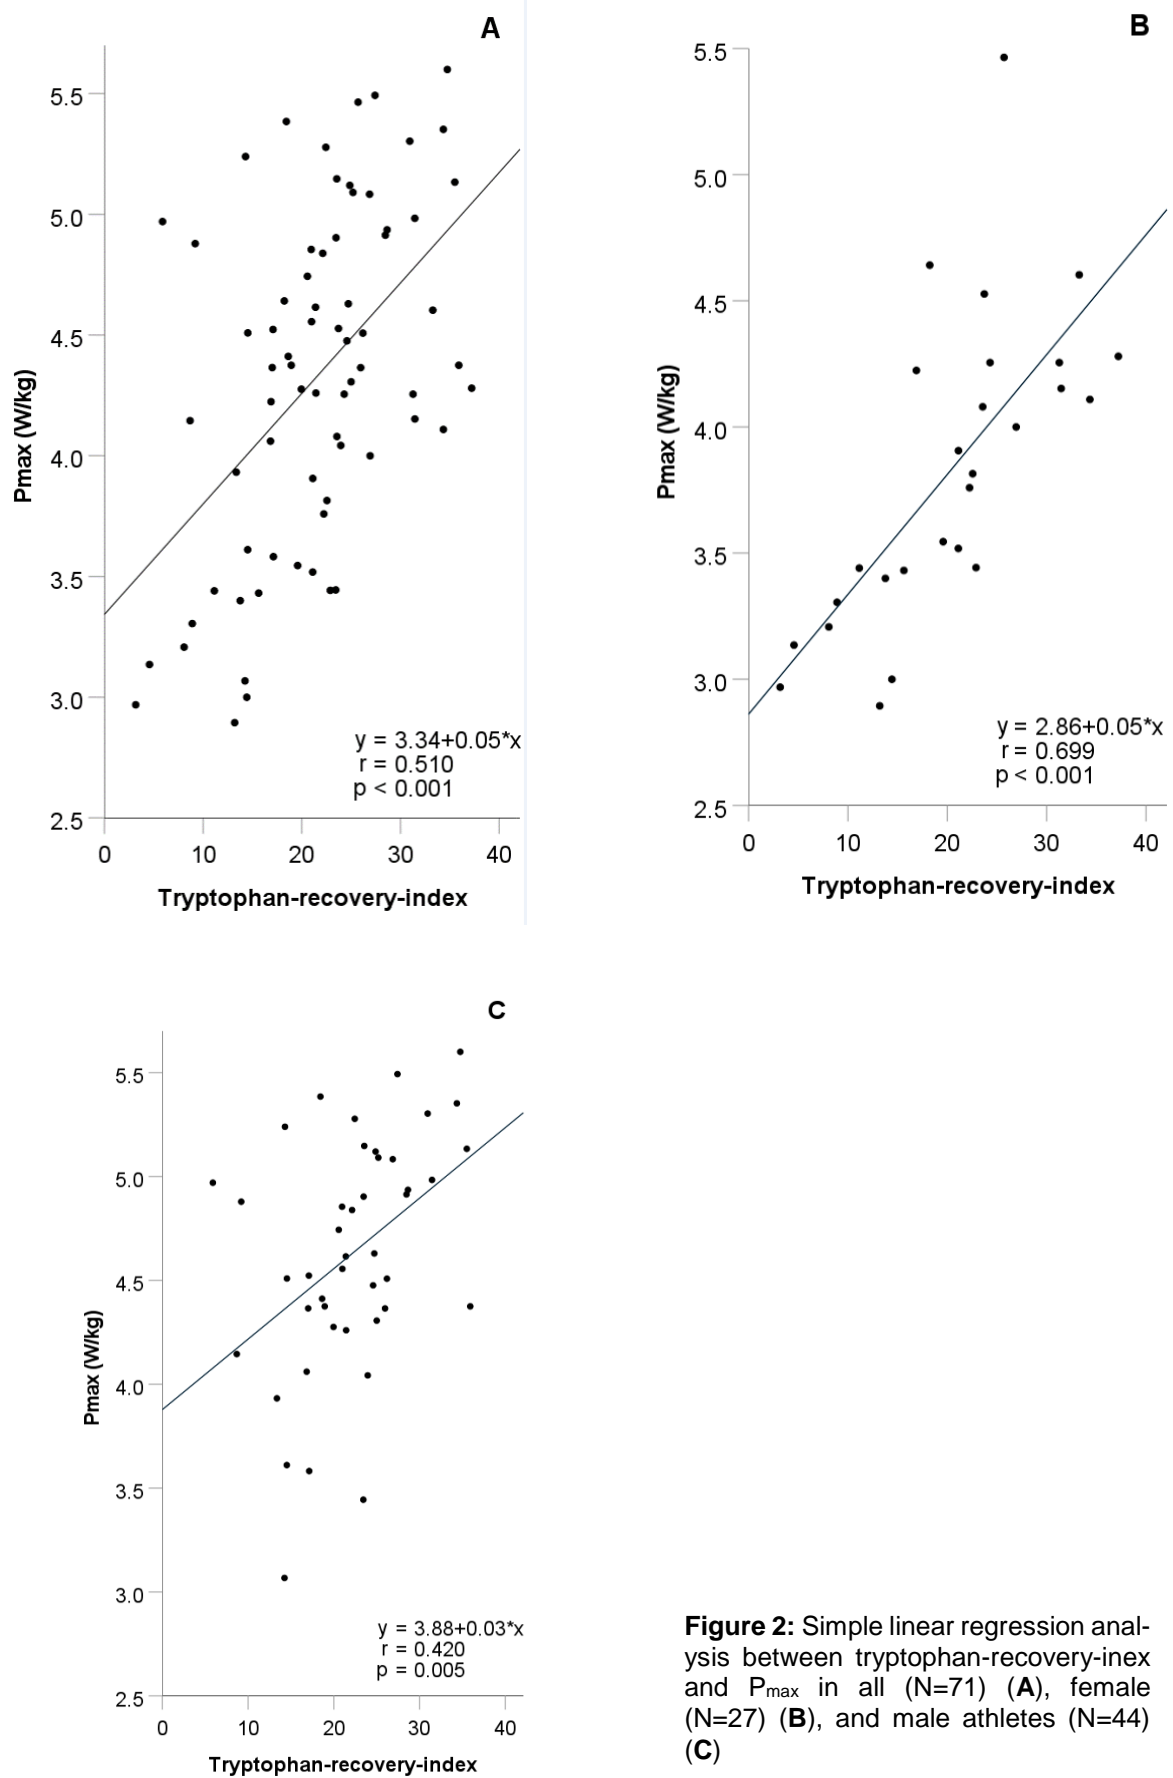 A
5.5
5.0
4.5
4.0
3.5
3.0
2.5
Pmax (W/kg)
y = 3.34+0.05*x
r = 0.510
p < 0.001
0 10 20 30 40
Tryptophan-recovery-index
B
5.5
5.0
4.5
4.0
3.5
3.0
2.5
Pmax (W/kg)
y = 2.86+0.05*x
r = 0.699
p < 0.001
0 10 20 30 40
Tryptophan-recovery-index
C
5.5
5.0
4.5
4.0
3.5
3.0
2.5
Pmax (W/kg)
y = 3.88+0.03*x
r = 0.420
p = 0.005
0 10 20 30 40
Tryptophan-recovery-index
Figure 2: Simple linear regression anal-
ysis between tryptophan-recovery-inex
and Pmax in all (N=71) (A), female
(N=27) (B), and male athletes (N=44)
(C)